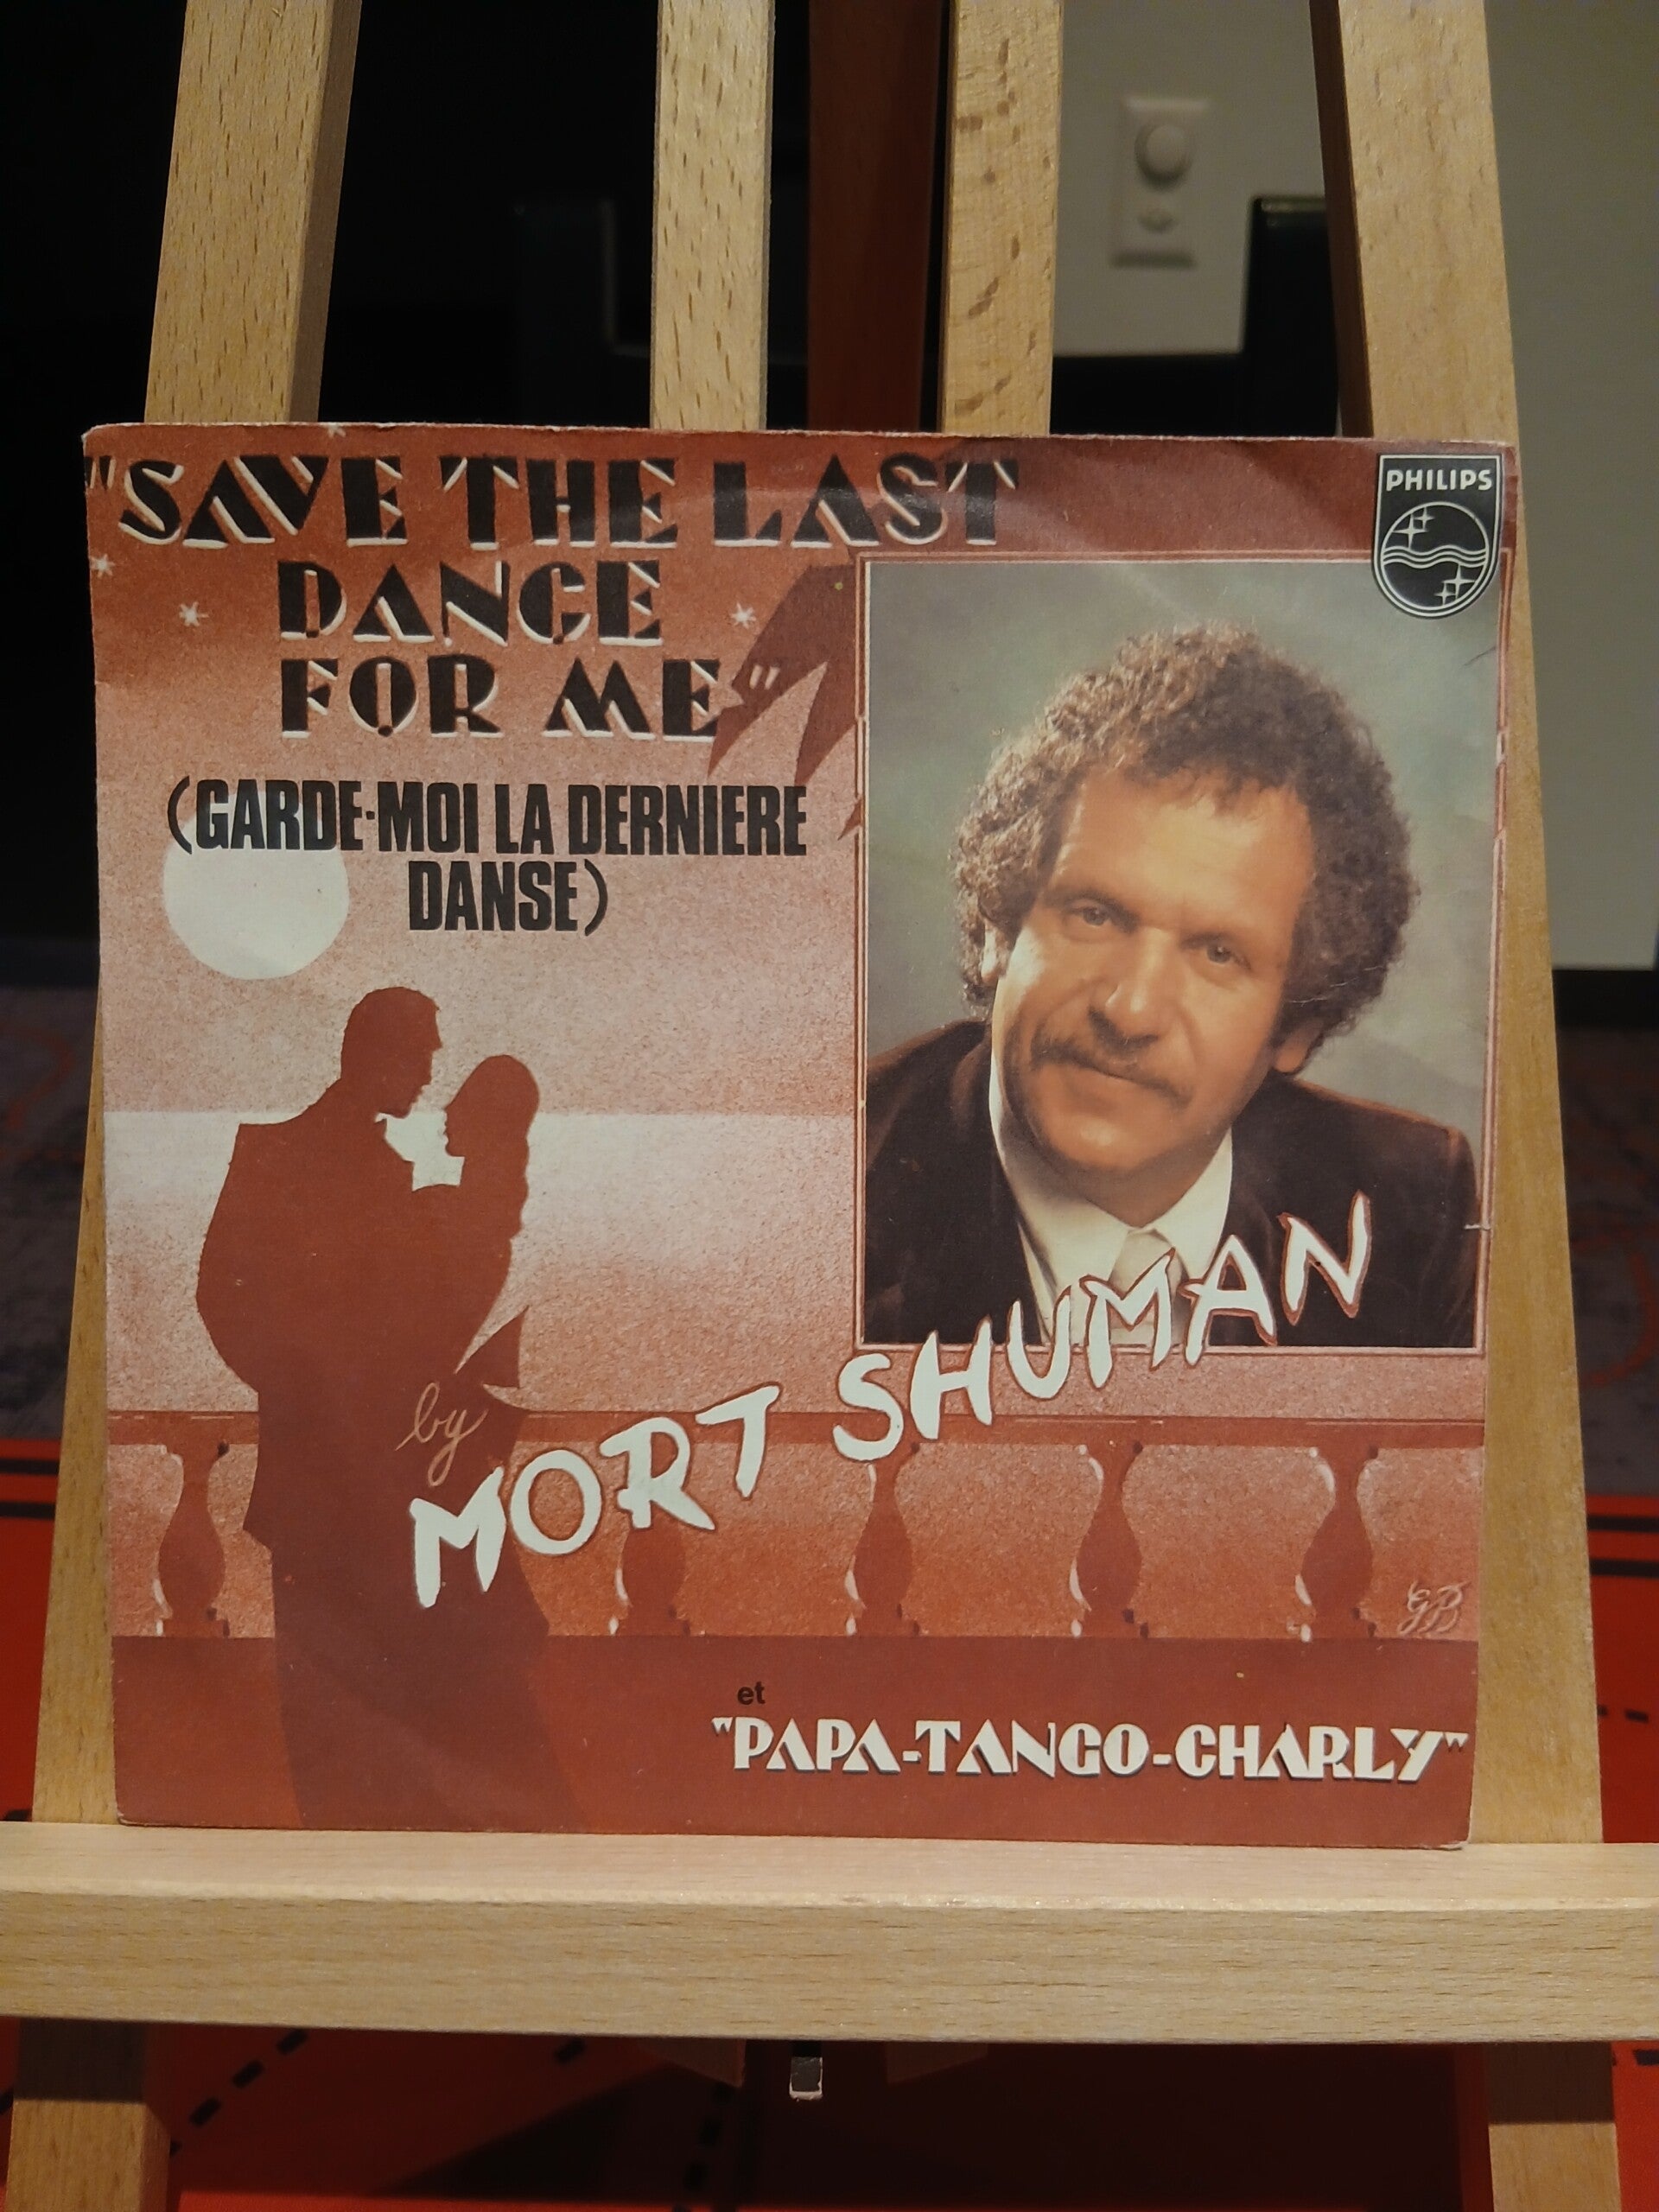 "SAVE THE LAST
DANCE
FOR ME"
PHILIPS
(GARDE-MOI LA DERNIERE
DANSE)
by
MORT SHUMAN
GB
et
"PAPA-TANGO-CHARLY"